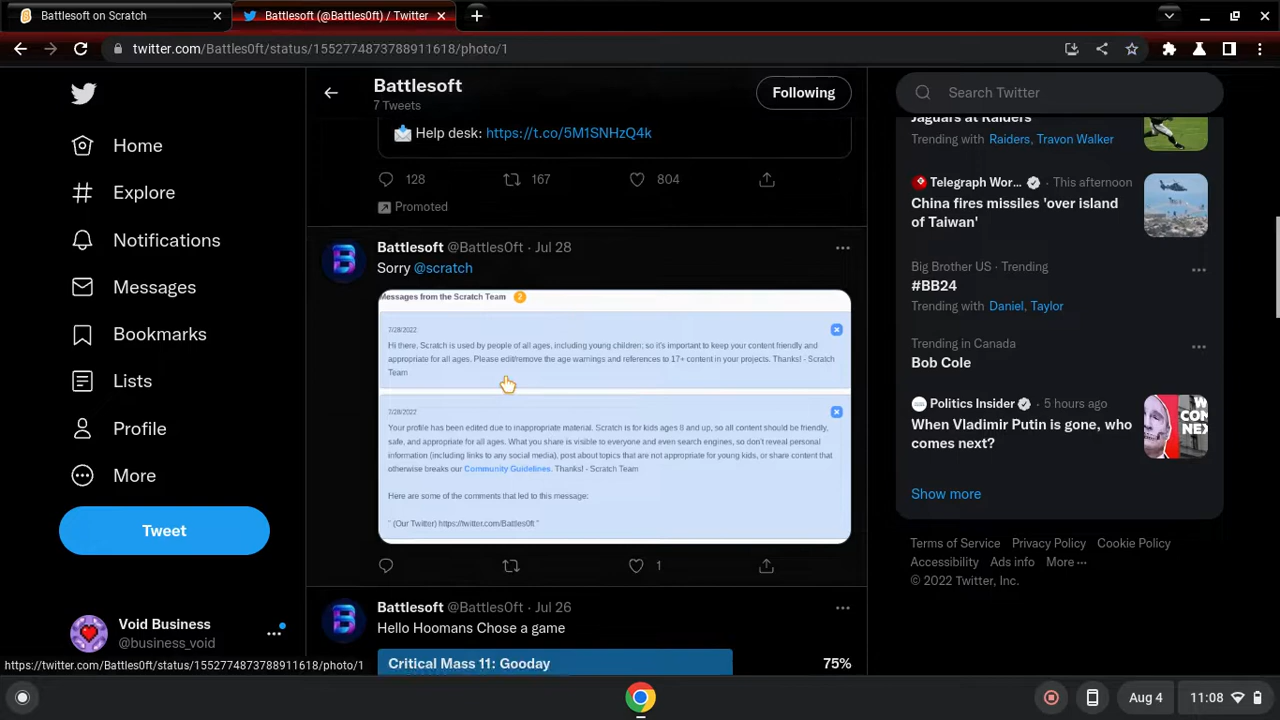 Battlesoft on Scratch
Battlesoft (@Battles0ft) / Twitter
twitter.com/Battles0ft/status/1552774873788911618/photo/1
Home
Explore
Notifications
Messages
Bookmarks
Lists
Profile
More
Tweet
Void Business
@business_void
https://twitter.com/Battles0ft/status/1552774873788911618/photo/1
Battlesoft
7 Tweets
Following
Help desk: https://t.co/5M1SNHzQ4k
128
167
804
Promoted
Battlesoft @Battles0ft · Jul 28
Sorry @scratch
Messages from the Scratch Team 2
7/28/2022
Hi there, Scratch is used by people of all ages, including young children; so it's important to keep your content friendly and
appropriate for all ages. Please edit/remove the age warnings and references to 17+ content in your projects. Thanks! - Scratch
Team
7/28/2022
Your profile has been edited due to inappropriate material. Scratch is for kids ages 8 and up, so all content should be friendly,
safe, and appropriate for all ages. What you share is visible to everyone and even search engines, so don't reveal personal
information (including links to any social media), post about topics that are not appropriate for young kids, or share content that
otherwise breaks our Community Guidelines. Thanks! - Scratch Team
Here are some of the comments that led to this message:
" (Our Twitter) https://twitter.com/Battles0ft "
1
Battlesoft @Battles0ft · Jul 26
Hello Hoomans Chose a game
Critical Mass 11: Gooday
75%
Search Twitter
Jaguars at Raiders
Trending with Raiders, Travon Walker
Telegraph Wor... · This afternoon
China fires missiles 'over island
of Taiwan'
Big Brother US · Trending
#BB24
Trending with Daniel, Taylor
Trending in Canada
Bob Cole
Politics Insider · 5 hours ago
When Vladimir Putin is gone, who
comes next?
Show more
Terms of Service Privacy Policy Cookie Policy
Accessibility Ads info More ···
© 2022 Twitter, Inc.
Aug 4
11:08